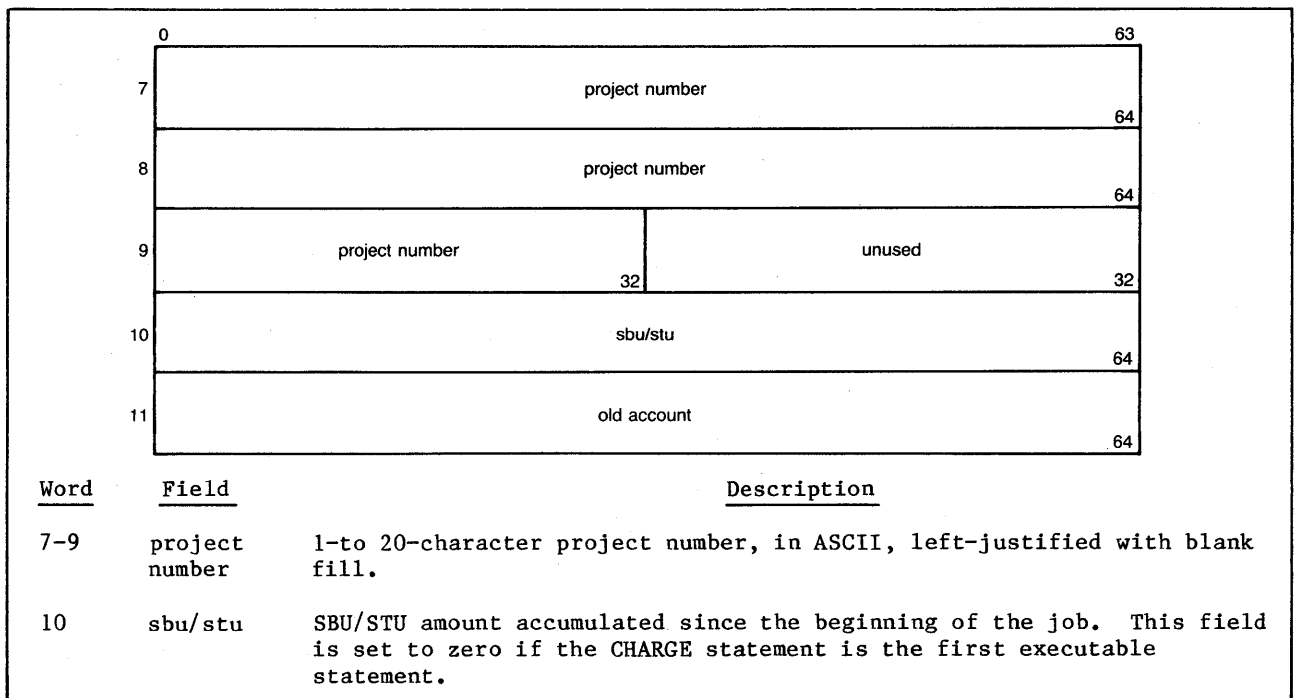 0 63
7 project number 64
8 project number 64
9 project number 32 unused 32
10 sbu/stu 64
11 old account 64
Word Field Description
7-9 project 1-to 20-character project number, in ASCII, left-justified with blank
number fill.
10 sbu/stu SBU/STU amount accumulated since the beginning of the job. This field
is set to zero if the CHARGE statement is the first executable
statement.